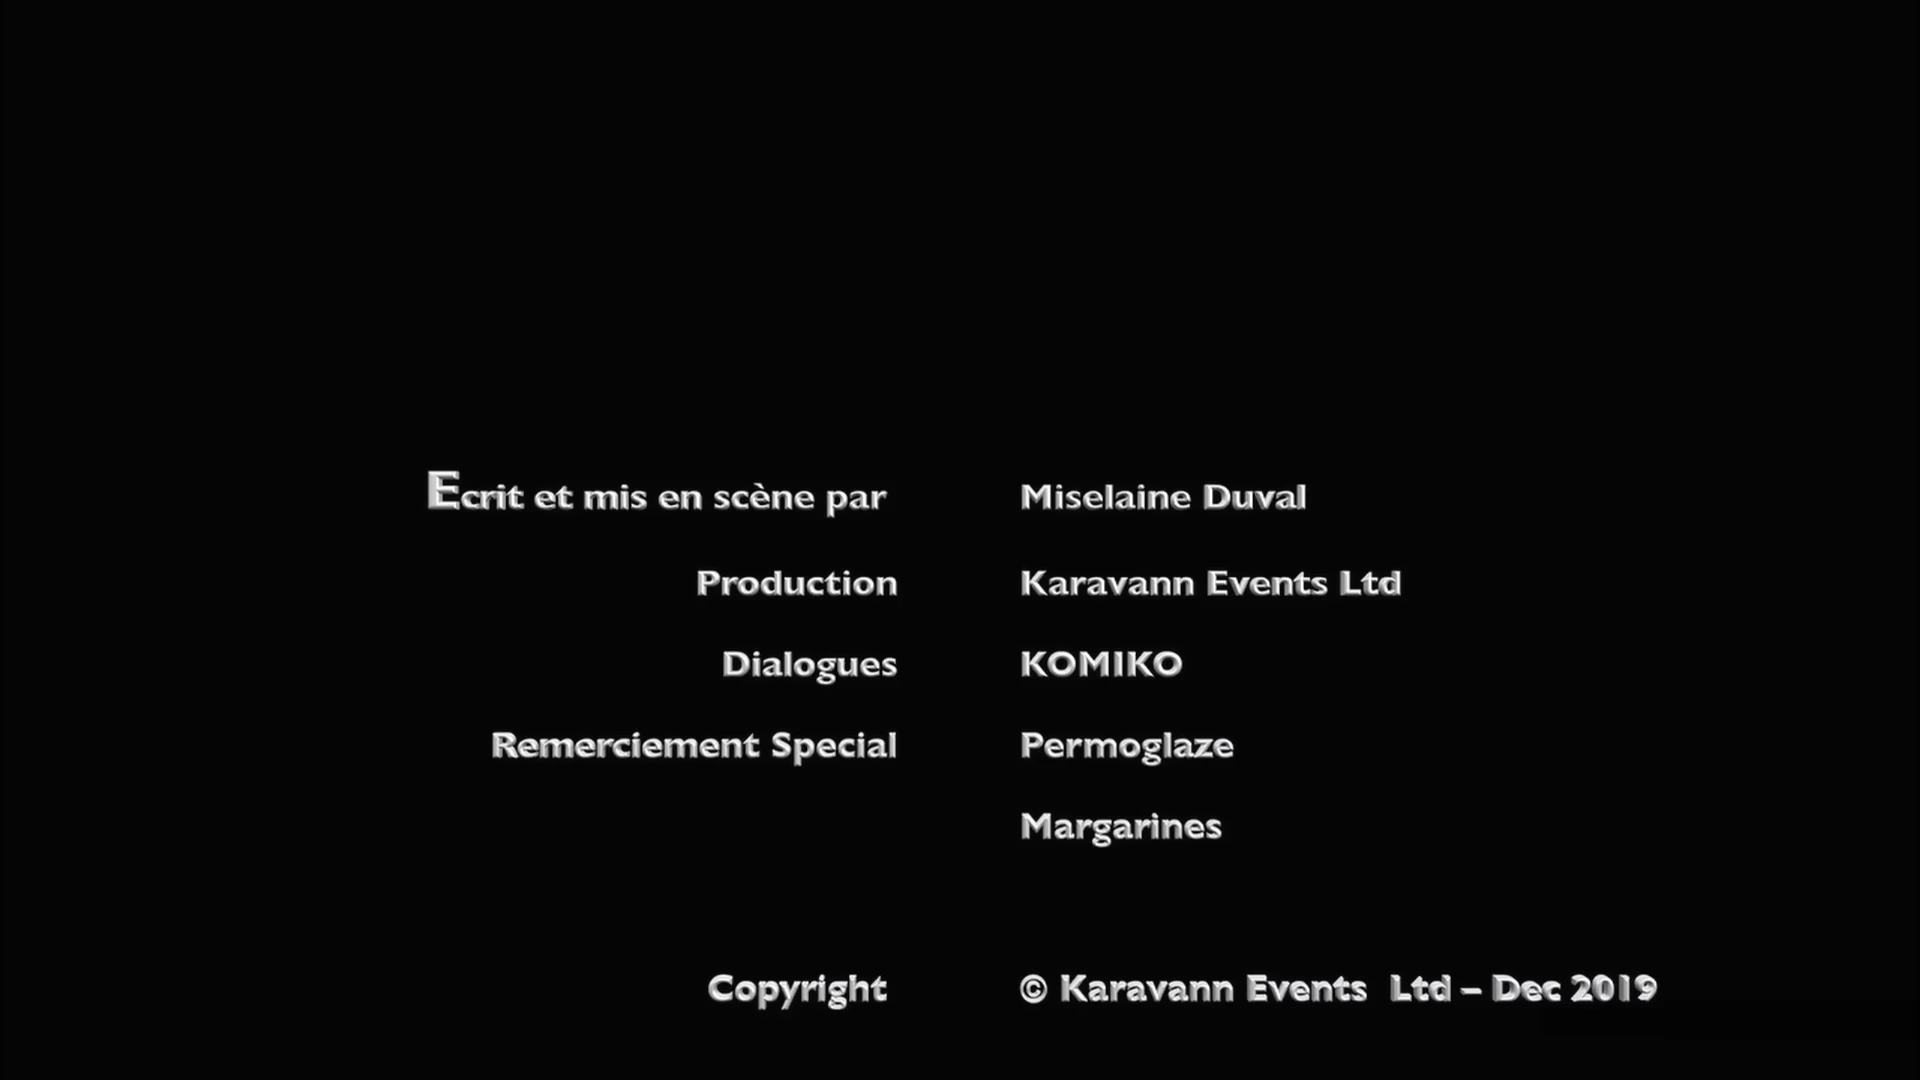 Ecrit et mis en scène par Miselaine Duval
Production Karavann Events Ltd
Dialogues KOMIKO
Remerciement Special Permoglaze
Margarines
Copyright © Karavann Events Ltd – Dec 2019